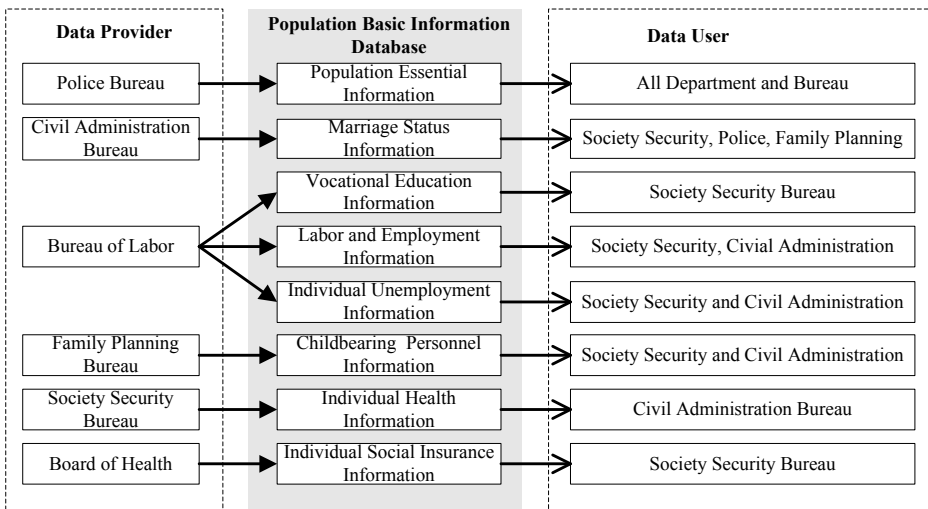 Data Provider
Population Basic Information
Database
Data User
Police Bureau
Population Essential
Information
All Department and Bureau
Civil Administration
Bureau
Marriage Status
Information
Society Security, Police, Family Planning
Vocational Education
Information
Society Security Bureau
Bureau of Labor
Labor and Employment
Information
Society Security, Civial Administration
Individual Unemployment
Information
Society Security and Civil Administration
Family Planning
Bureau
Childbearing Personnel
Information
Society Security and Civil Administration
Society Security
Bureau
Individual Health
Information
Civil Administration Bureau
Board of Health
Individual Social Insurance
Information
Society Security Bureau